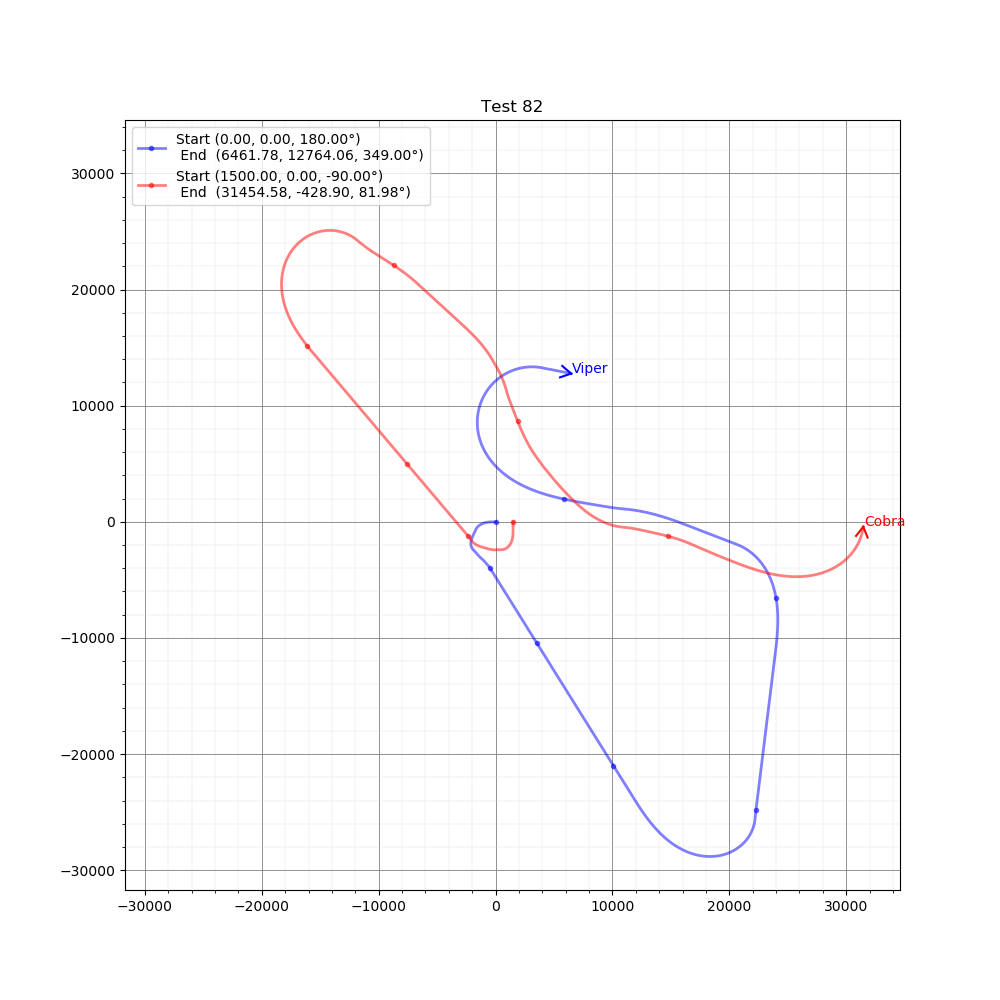 Test 82
Start (0.00, 0.00, 180.00°)
End (6461.78, 12764.06, 349.00°)
Start (1500.00, 0.00, -90.00°)
End (31454.58, -428.90, 81.98°)
30000
20000
10000
0
−10000
−20000
−30000
Viper
Cobra
−30000 −20000 −10000 0 10000 20000 30000